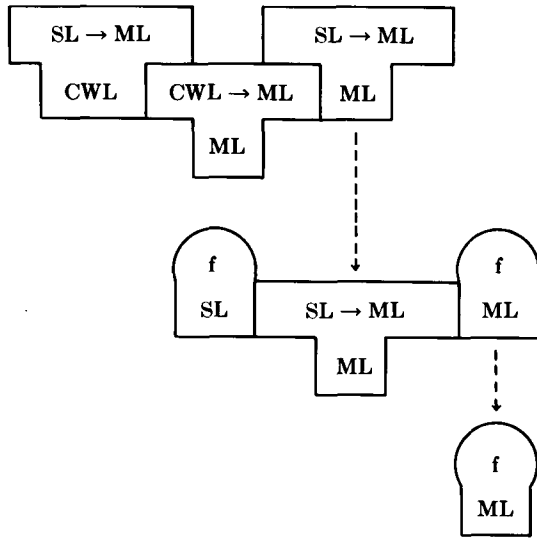 SL → ML SL → ML
CWL CWL → ML ML
ML
f f
SL SL → ML ML
ML
f
ML